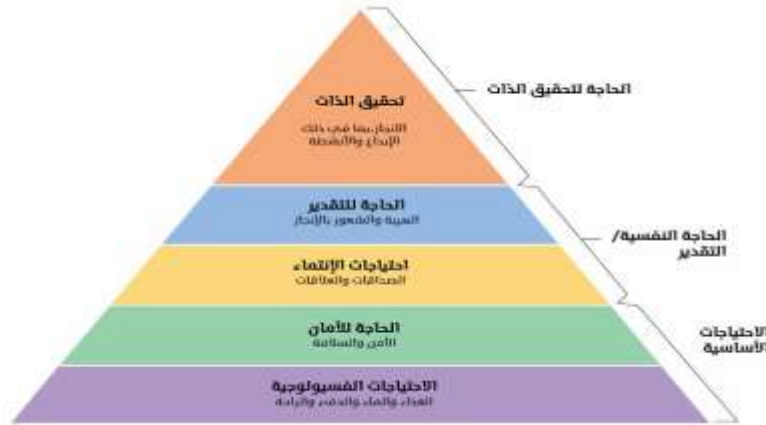 تحقيق الذات
الانجاز،بما في ذلك
الإبداع والأنشطة
الحاجة للتقدير
الهيبة والشعور بالإنجاز
احتياجات الإنتماء
الصداقات والعلاقات
الحاجة للأمان
الأمن والسلامة
الاحتياجات الفسيولوجية
الغذاء والماء والدفء والراحة
الحاجة لتحقيق الذات
الحاجة النفسية/
التقدير
الاحتياجات
الأساسية